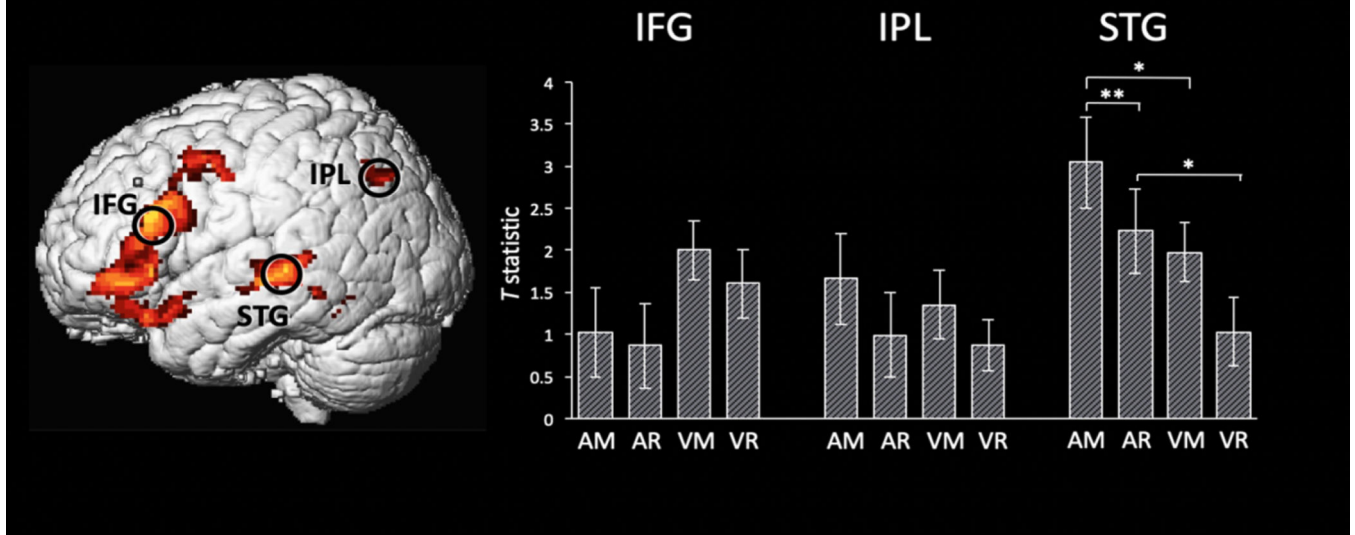 IFG IPL STG
IPL
IFG
STG
T statistic
4
3.5
3
2.5
2
1.5
1
0.5
0
* 
**
*
AM AR VM VR AM AR VM VR AM AR VM VR